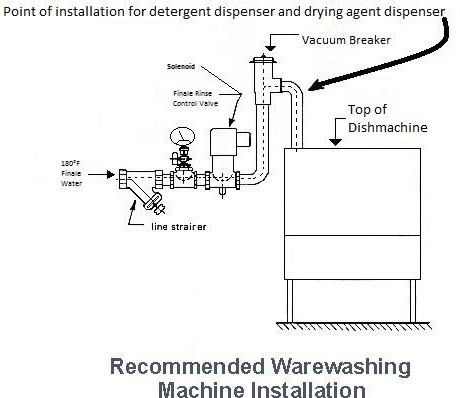 Point of installation for detergent dispenser and drying agent dispenser
Vacuum Breaker
Solenoid
Finale Rinse
Control Valve
Top of
Dishmachine
180°F
Finale
Water
line strairer
Recommended Warewashing
Machine Installation